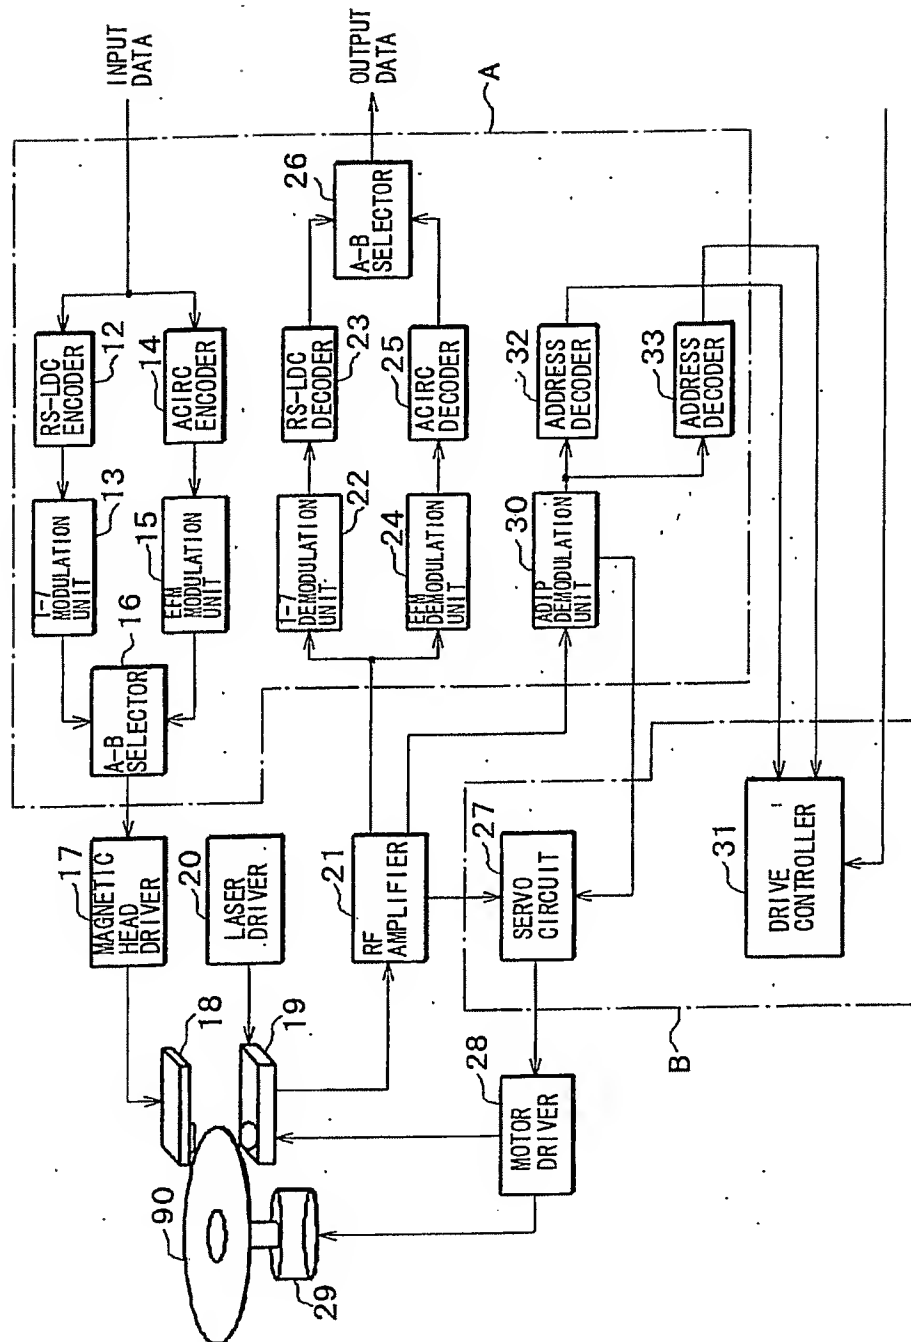 INPUT
DATA
OUTPUT
DATA
A
RS-LDC
ENCODER
12
ACIRC
ENCODER
14
26
A-B
SELECTOR
RS-LDC
DECODER
23
ACIRC
DECODER
25
ADDRESS
DECODER
32
ADDRESS
DECODER
33
1-7
MODULATION
UNIT
13
EFM
MODULATION
UNIT
15
1-7
DEMODULATION
UNIT
22
EFM
DEMODULATION
UNIT
24
ADIP
DEMODULATION
UNIT
30
A-B
SELECTOR
16
MAGNETIC
HEAD
DRIVER
17
LASER
DRIVER
20
RF
AMPLIFIER
21
SERVO
CIRCUIT
27
DRIVE
CONTROLLER
31
18
19
MOTOR
DRIVER
28
B
90
29